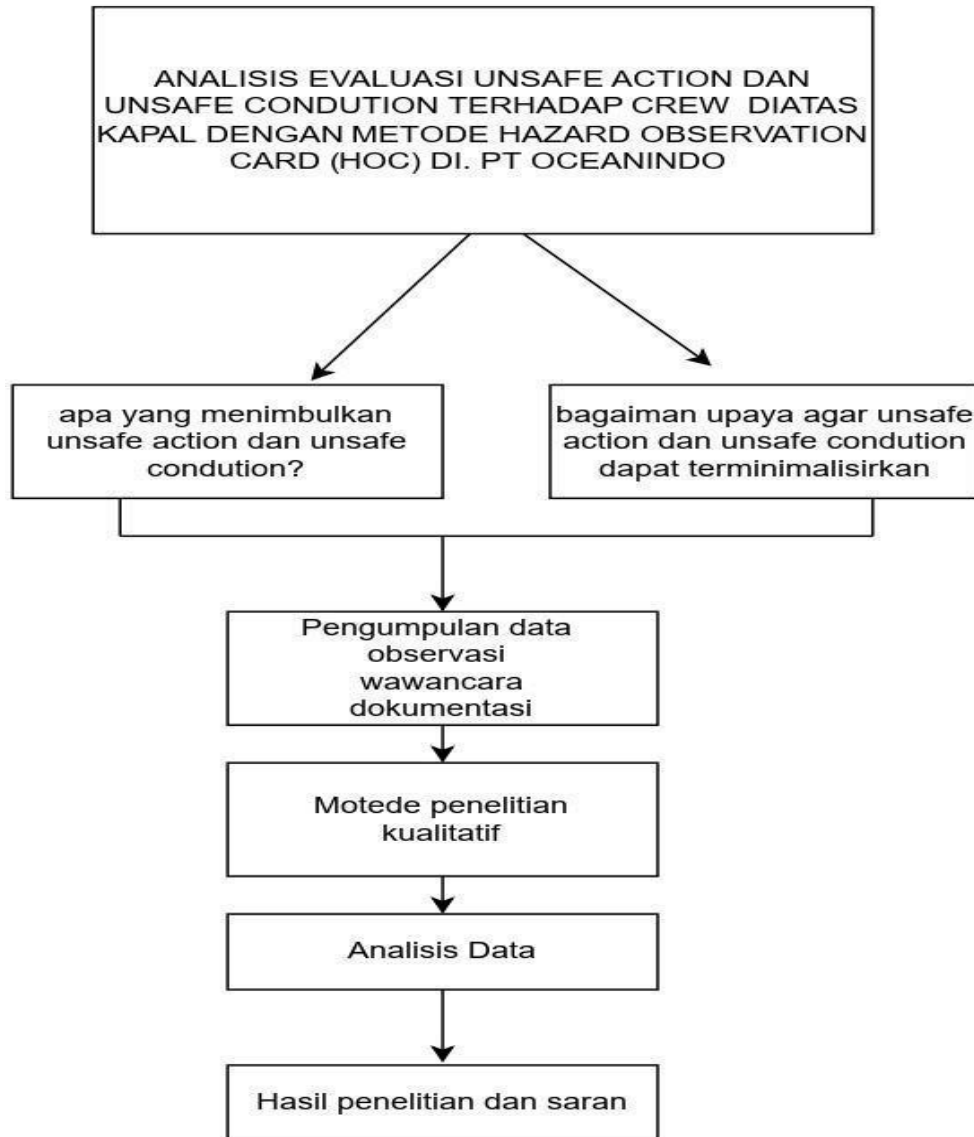 ANALISIS EVALUASI UNSAFE ACTION DAN
UNSAFE CONDUTION TERHADAP CREW DIATAS
KAPAL DENGAN METODE HAZARD OBSERVATION
CARD (HOC) DI. PT OCEANINDO
apa yang menimbulkan
unsafe action dan unsafe
condution?
bagaiman upaya agar unsafe
action dan unsafe condution
dapat terminimalisirkan
Pengumpulan data
observasi
wawancara
dokumentasi
Motede penelitian
kualitatif
Analisis Data
Hasil penelitian dan saran